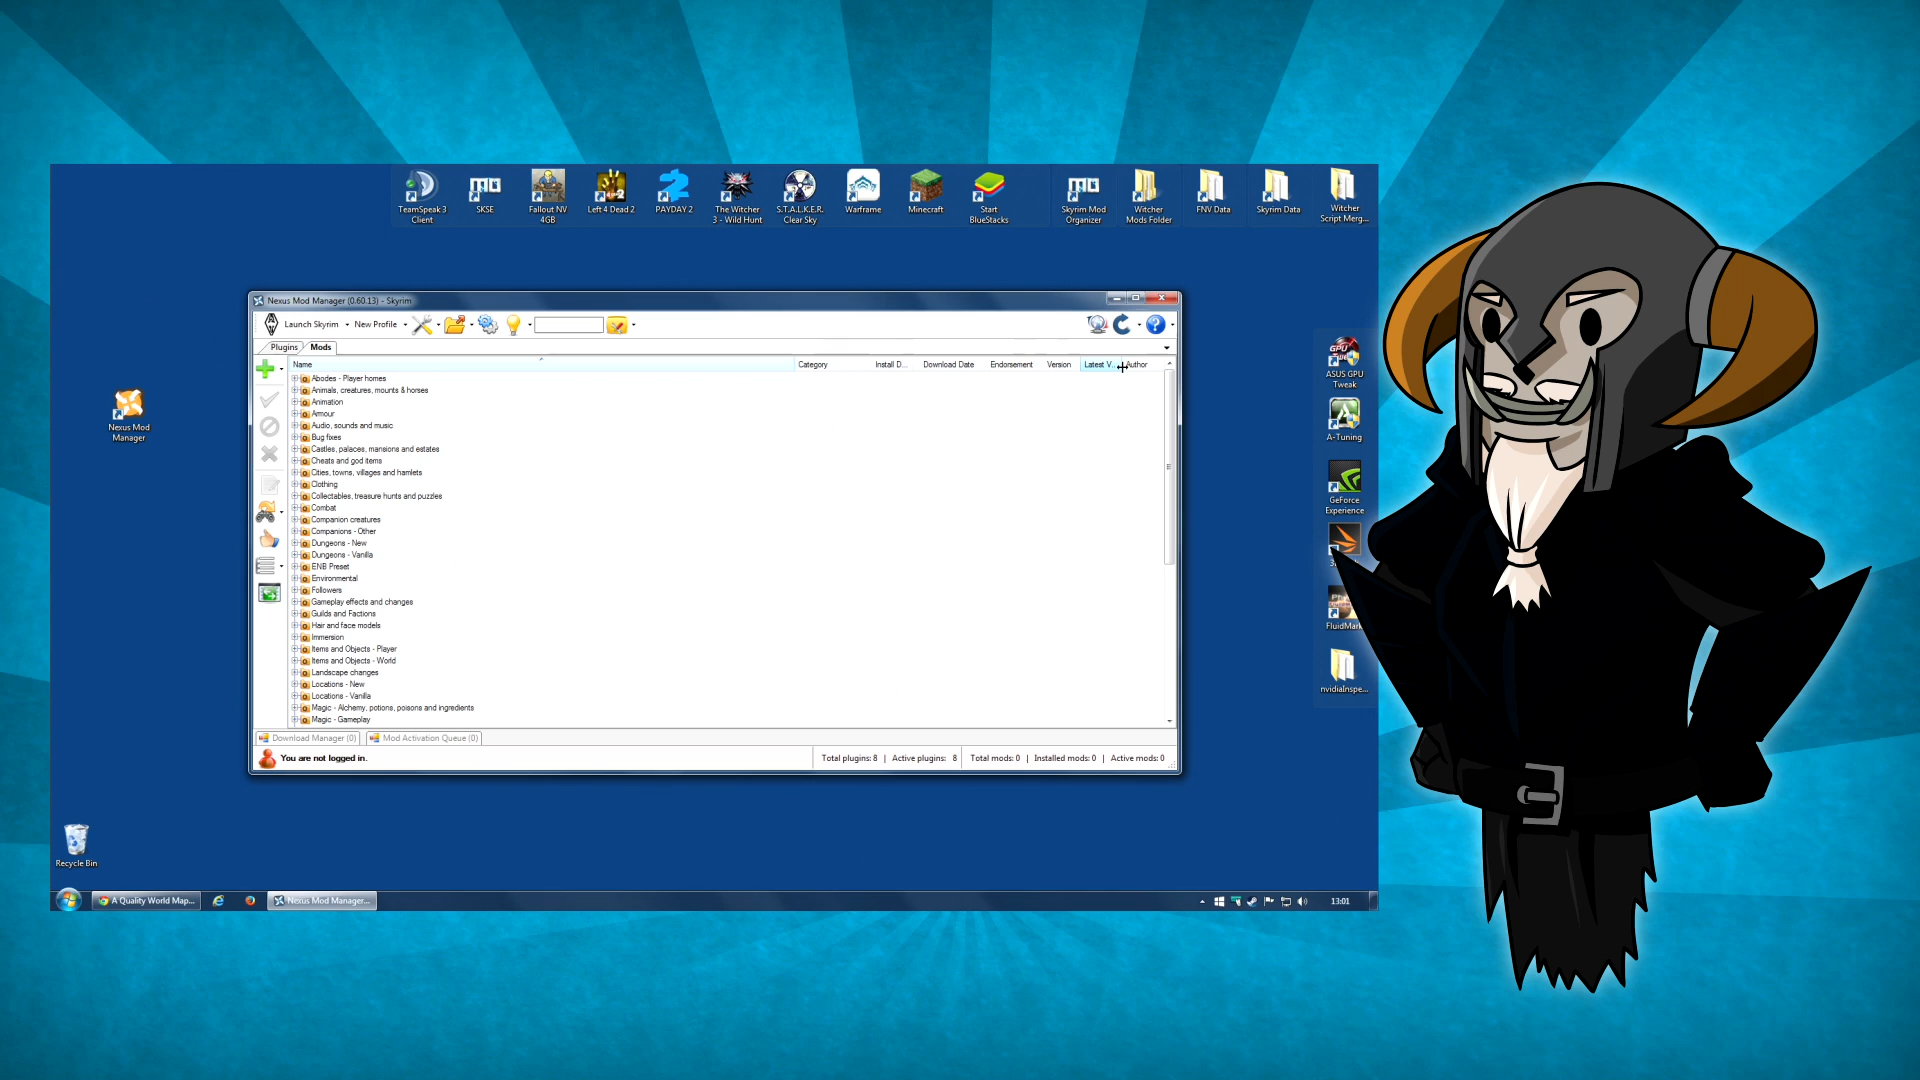 TeamSpeak 3
Client
SKSE
Fallout NV
4GB
Left 4 Dead 2
PAYDAY 2
The Witcher
3 - Wild Hunt
S.T.A.L.K.E.R.
Clear Sky
Warframe
Minecraft
Start
BlueStacks
Skyrim Mod
Organizer
Witcher
Mods Folder
FNV Data
Skyrim Data
Witcher
Script Merg...
Nexus Mod Manager (0.60.13) - Skyrim
Launch Skyrim
New Profile
Plugins
Mods
Name
Category
Install D...
Download Date
Endorsement
Version
Latest V...
Author
Abodes - Player homes
Animals, creatures, mounts & horses
Animation
Armour
Audio, sounds and music
Bug fixes
Castles, palaces, mansions and estates
Cheats and god items
Cities, towns, villages and hamlets
Clothing
Collectables, treasure hunts and puzzles
Combat
Companion creatures
Companions - Other
Dungeons - New
Dungeons - Vanilla
ENB Preset
Environmental
Followers
Gameplay effects and changes
Guilds and Factions
Hair and face models
Immersion
Items and Objects - Player
Items and Objects - World
Landscape changes
Locations - New
Locations - Vanilla
Magic - Alchemy, potions, poisons and ingredients
Magic - Gameplay
Download Manager (0)
Mod Activation Queue (0)
You are not logged in.
Total plugins: 8 | Active plugins: 8
Total mods: 0 | Installed mods: 0 | Active mods: 0
Nexus Mod
Manager
GPU
ASUS GPU
Tweak
A-Tuning
GeForce
Experience
FluidMark
nvidiaInspe...
Recycle Bin
A Quality World Map...
Nexus Mod Manager...
13:01